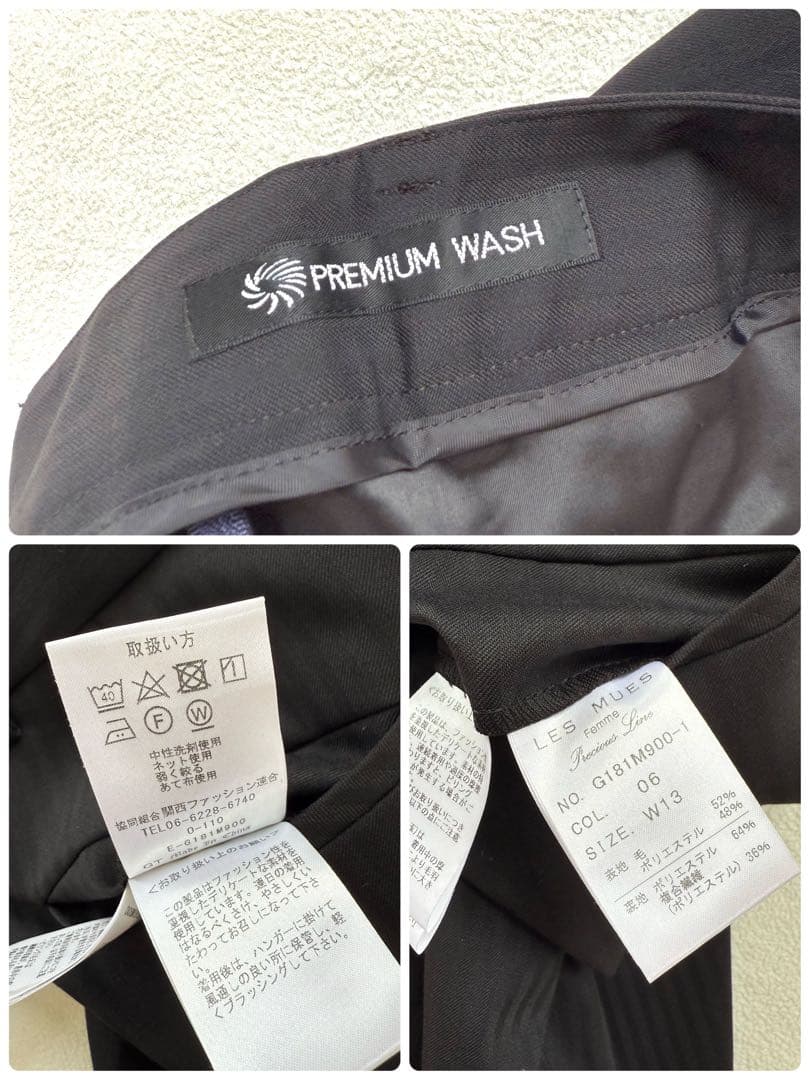 PREMIUM WASH
取扱い方
40
1
F
W
中性洗剤使用
ネット使用
弱く絞る
あて布使用
協同組合関西ファッション連合
TEL06-6228-6740
0-110
E-G181M900
GT Made in China
〈お取り扱い上のお願い〉
この製品はファッション性を
重視したデリケートな素材を
使用しています。連日の着用
はなるべくさけ、やさしくい
たわってお召しになって下さ
い。
着用後は、ハンガーに掛けて
風通しの良い所に保管し、軽
くブラッシングして下さい。
LES MUES
Femme
Precious Line
NO. G181M900-1
COL. 06
SIZE: W13
表地 毛 52%
ポリエステル 48%
裏地 ポリエステル 64%
複合繊維
(ポリエステル) 36%